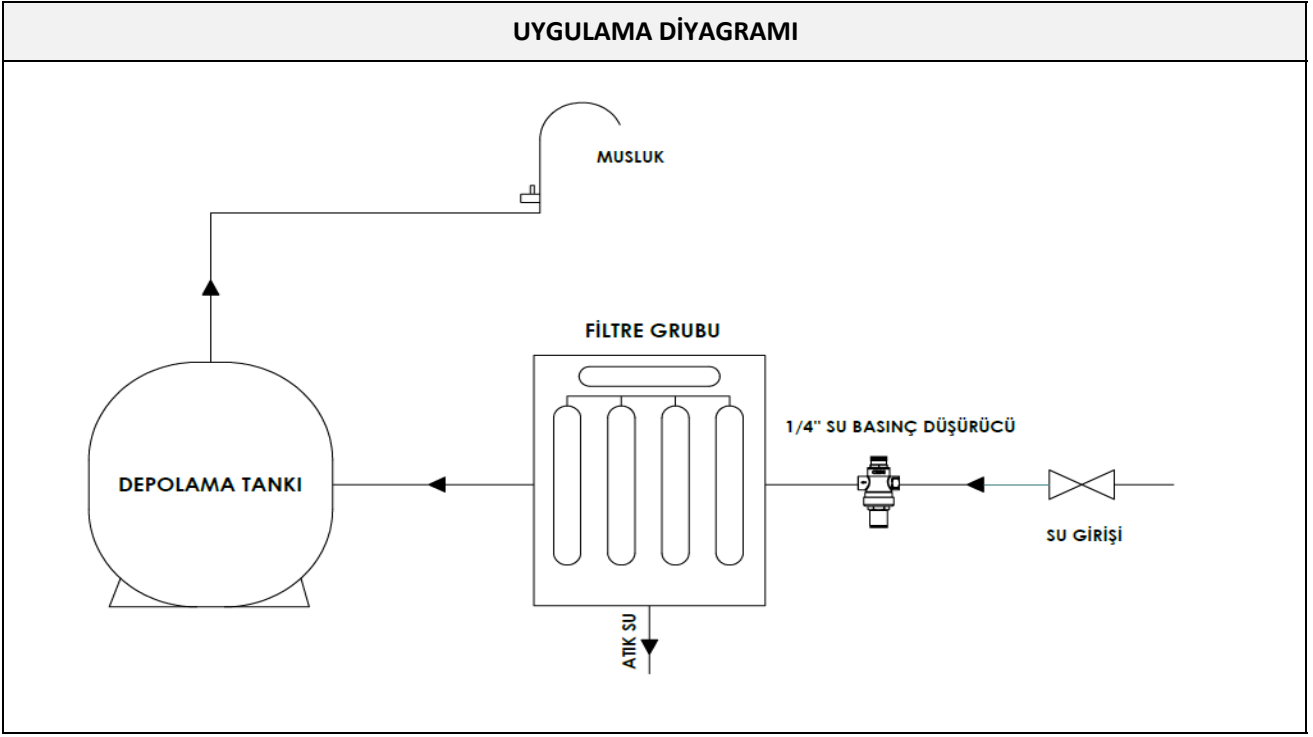 UYGULAMA DİYAGRAMI
MUSLUK
FİLTRE GRUBU
1/4" SU BASINÇ DÜŞÜRÜCÜ
DEPOLAMA TANKI
SU GİRİŞİ
ATIK SU